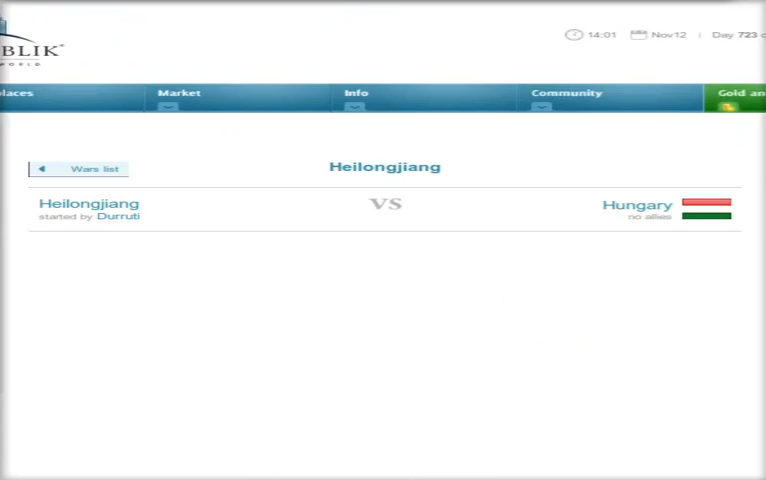 BLIK
WORLD
14:01 Nov12 | Day 723
places Market Info Community Gold
Wars list
Heilongjiang
Heilongjiang VS Hungary
started by Durruti no allies